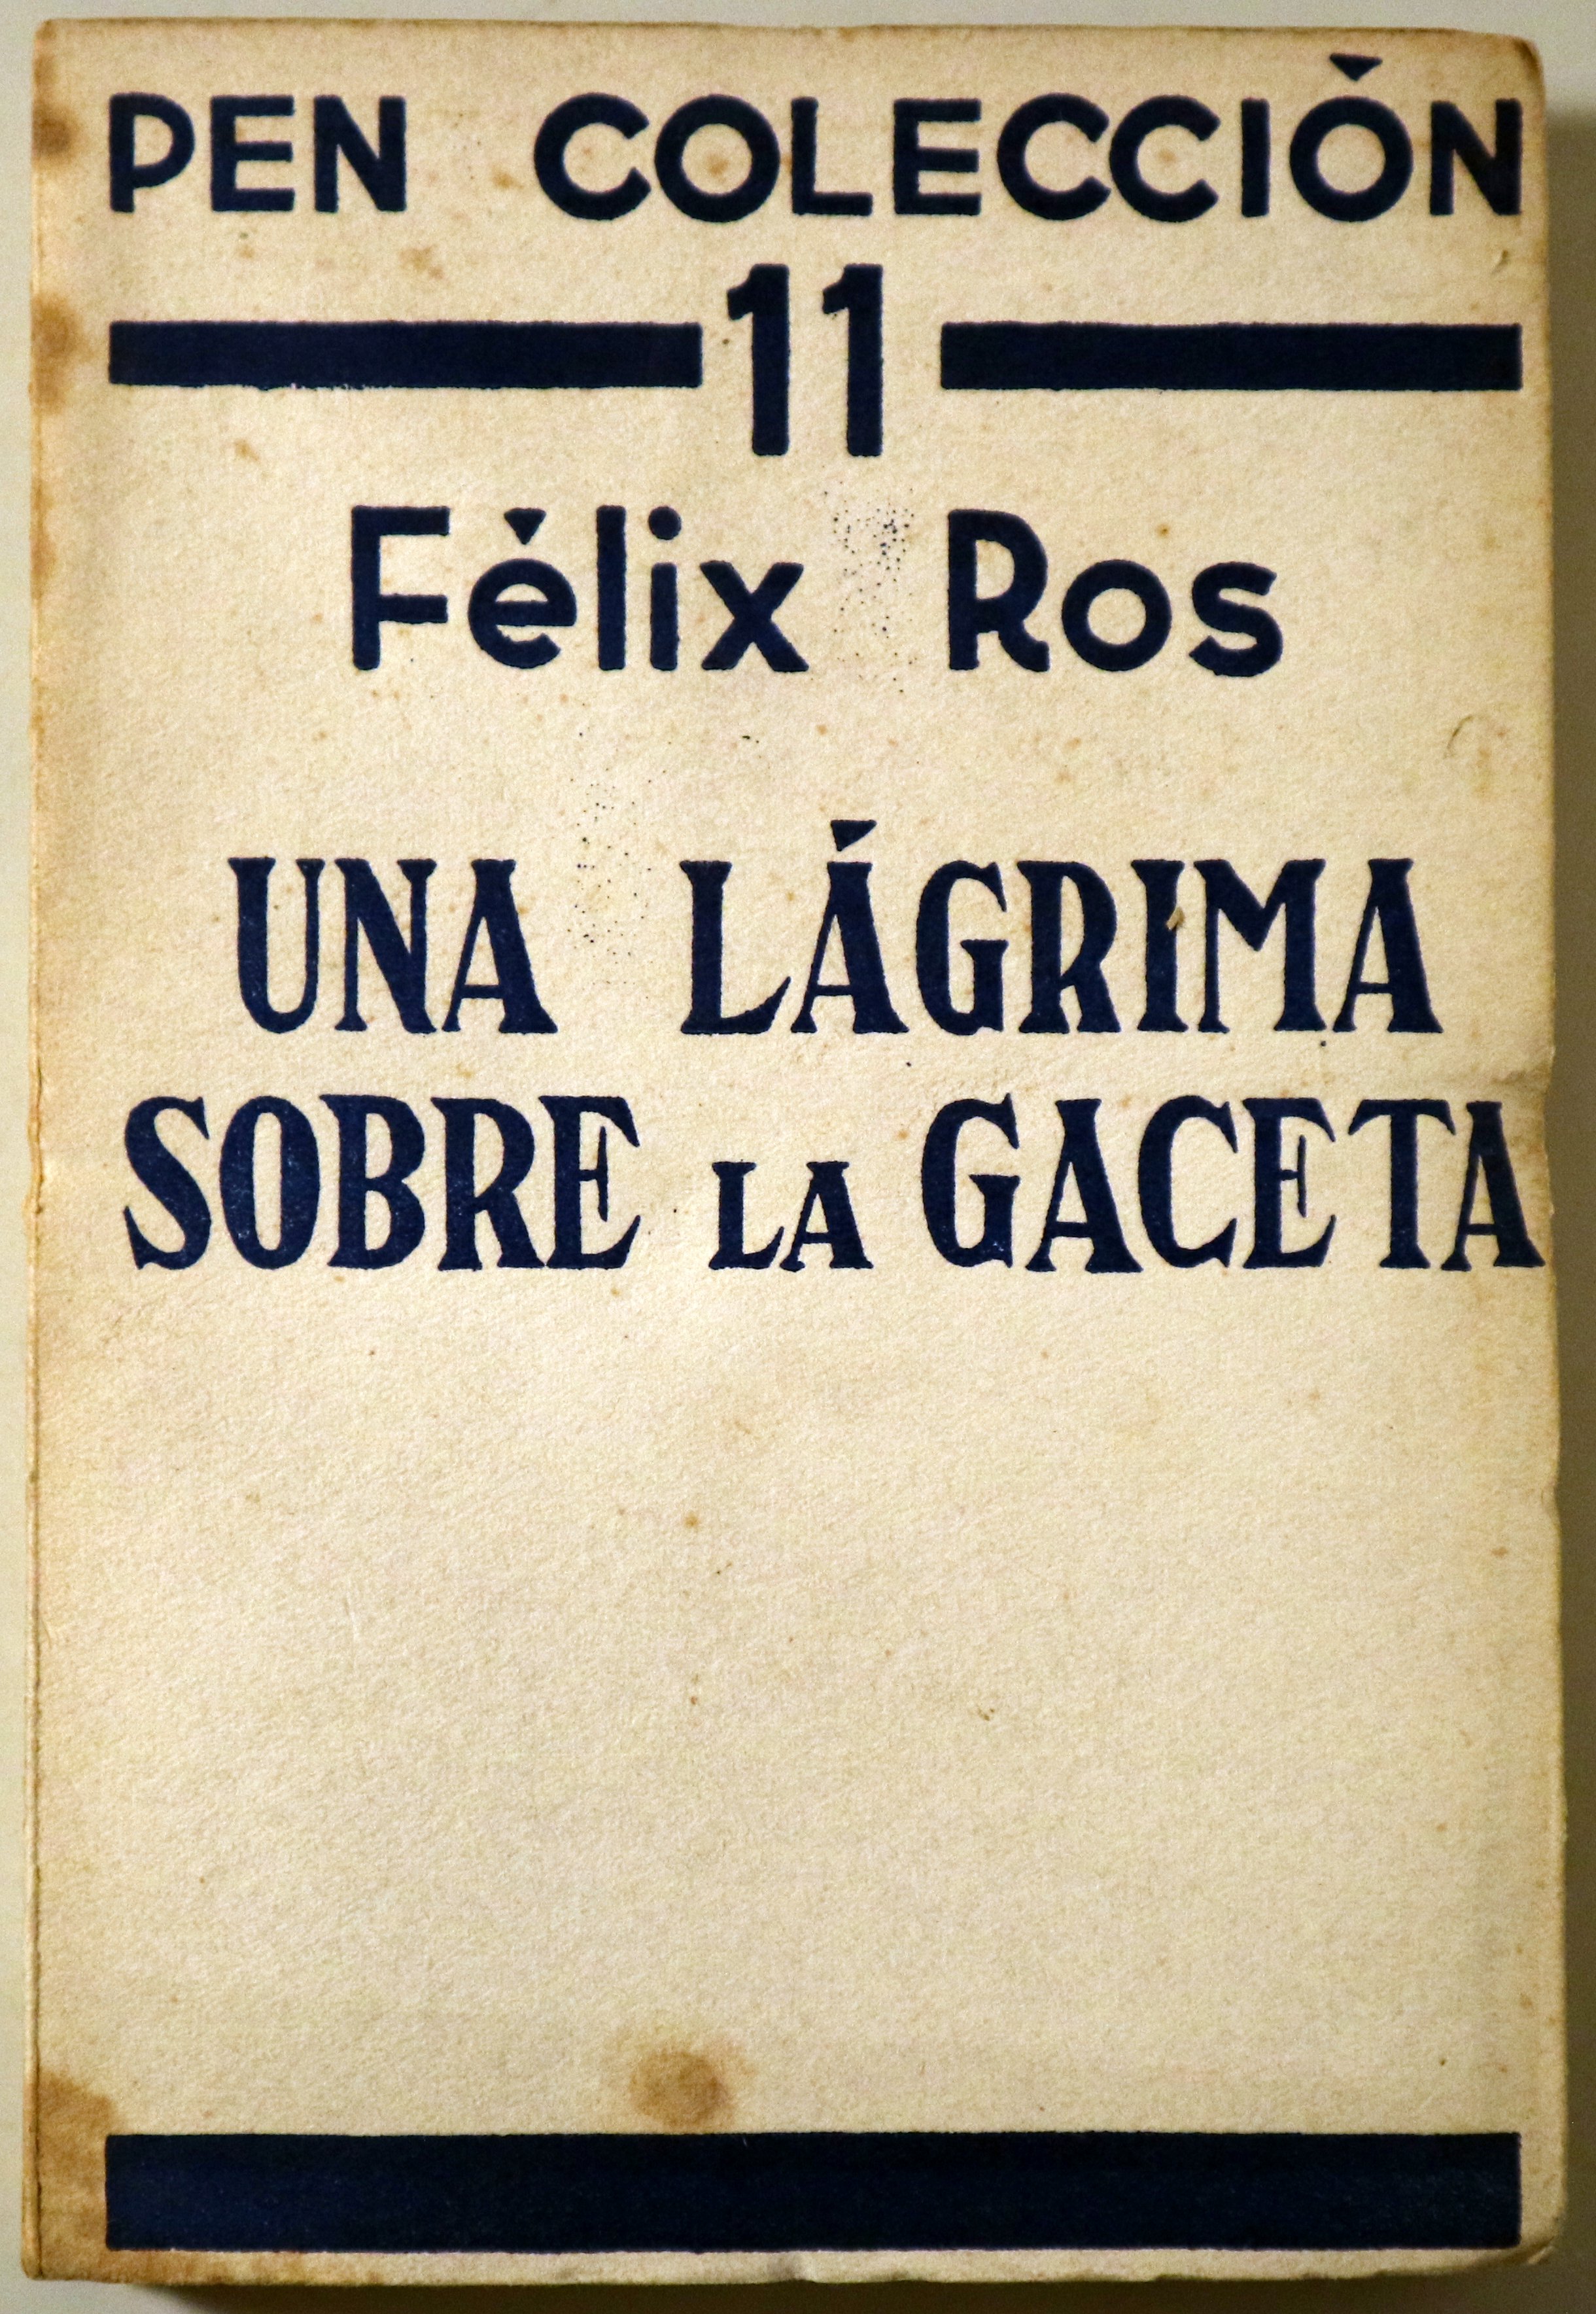 PEN COLECCIÓN
11
Félix Ros
UNA LÁGRIMA
SOBRE LA GACETA